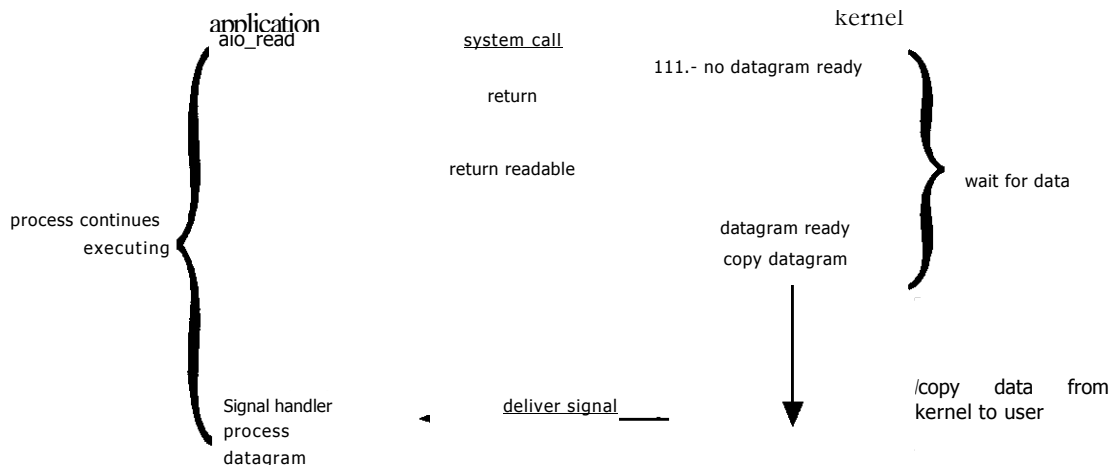 application
kernel
aio_read
system call
111.- no datagram ready
return
return readable
wait for data
process continues
executing
datagram ready
copy datagram
/copy data from
kernel to user
Signal handler
deliver signal
process
datagram